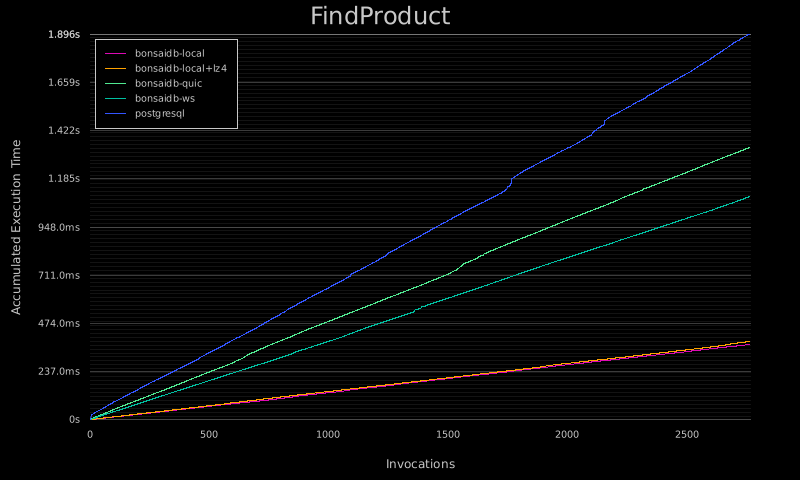 FindProduct
1.896s
1.659s
1.422s
1.185s
948.0ms
711.0ms
474.0ms
237.0ms
0s
Accumulated Execution Time
bonsaidb-local
bonsaidb-local+lz4
bonsaidb-quic
bonsaidb-ws
postgresql
0 500 1000 1500 2000 2500
Invocations